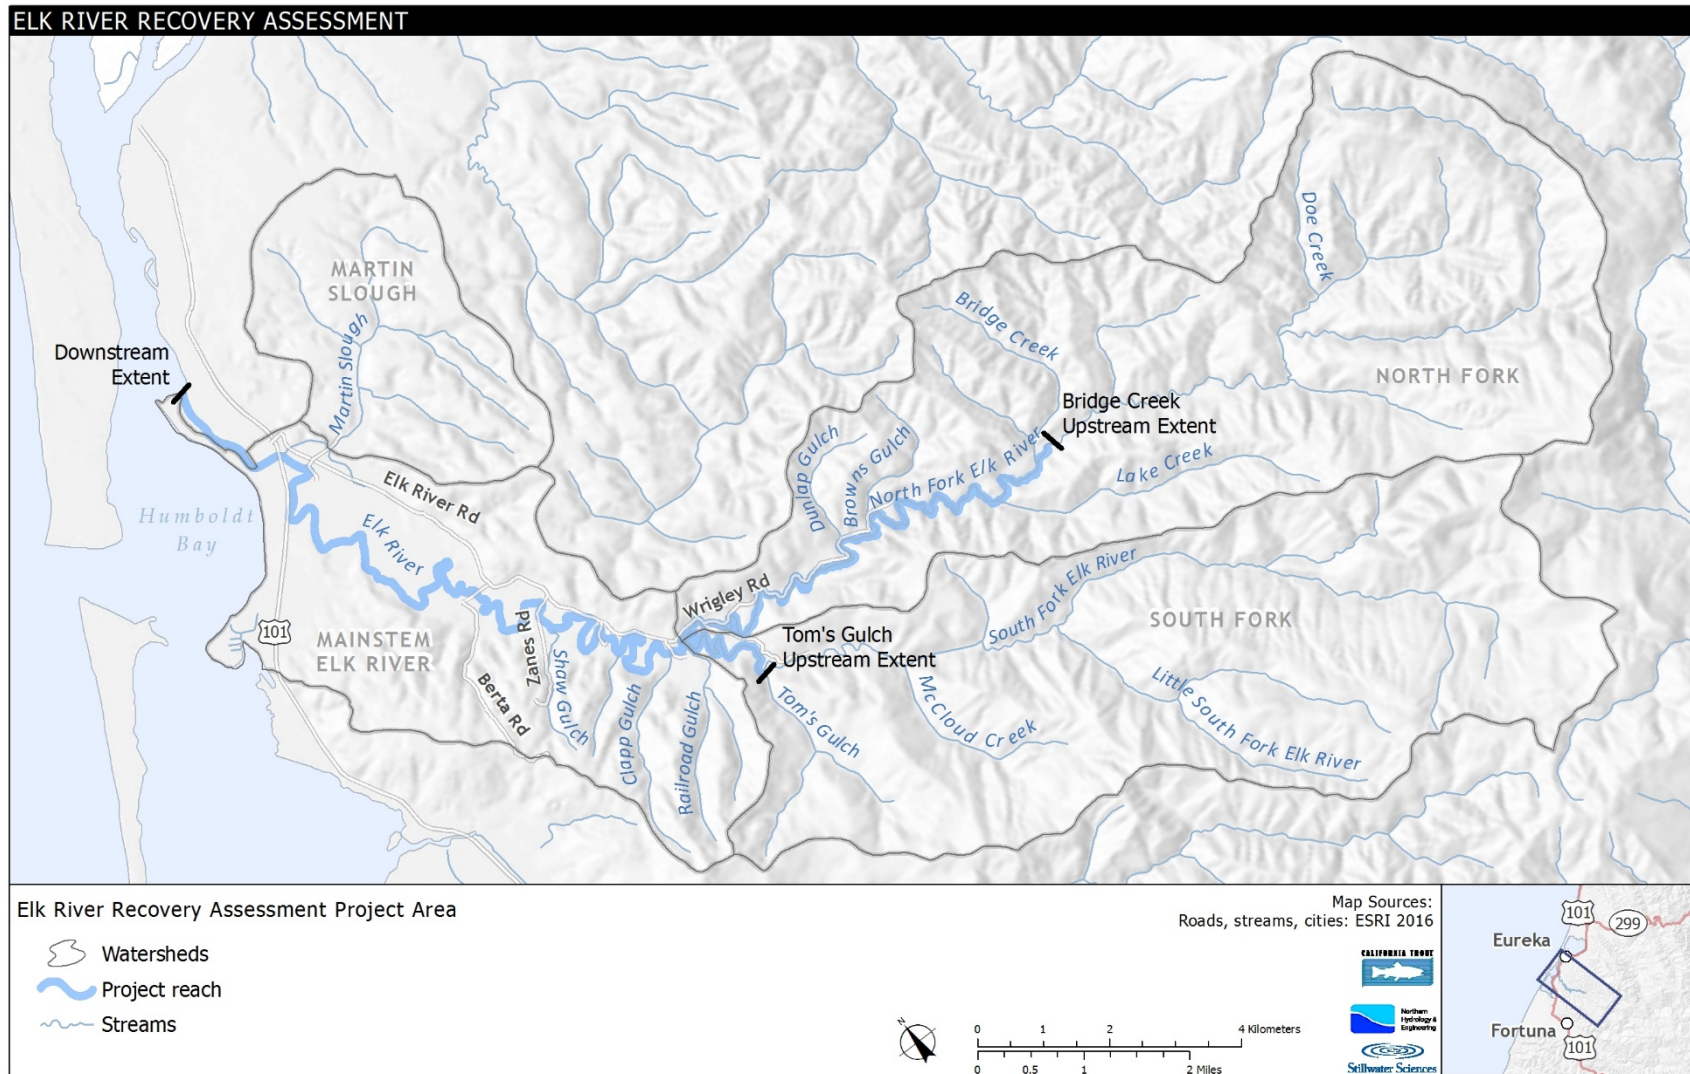 ELK RIVER RECOVERY ASSESSMENT
MARTIN
SLOUGH
Martin Slough
Downstream
Extent
Doe Creek
Bridge Creek
NORTH FORK
Bridge Creek
Upstream Extent
Dunlap Gulch
Browns Gulch
North Fork Elk River
Lake Creek
Elk River Rd
Humboldt
Bay
Elk River
Wrigley Rd
South Fork Elk River
SOUTH FORK
101
MAINSTEM
ELK RIVER
Zanes Rd
Berta Rd
Shaw Gulch
Clapp Gulch
Railroad Gulch
Tom's Gulch
Upstream Extent
Tom's Gulch
McCloud Creek
Little South Fork Elk River
Elk River Recovery Assessment Project Area
Watersheds
Project reach
Streams
N
0 1 2 4 Kilometers
0 0.5 1 2 Miles
Map Sources:
Roads, streams, cities: ESRI 2016
CALIFORNIA TROUT
Northern
Hydrology &
Engineering
Stillwater Sciences
101
299
Eureka
Fortuna
101